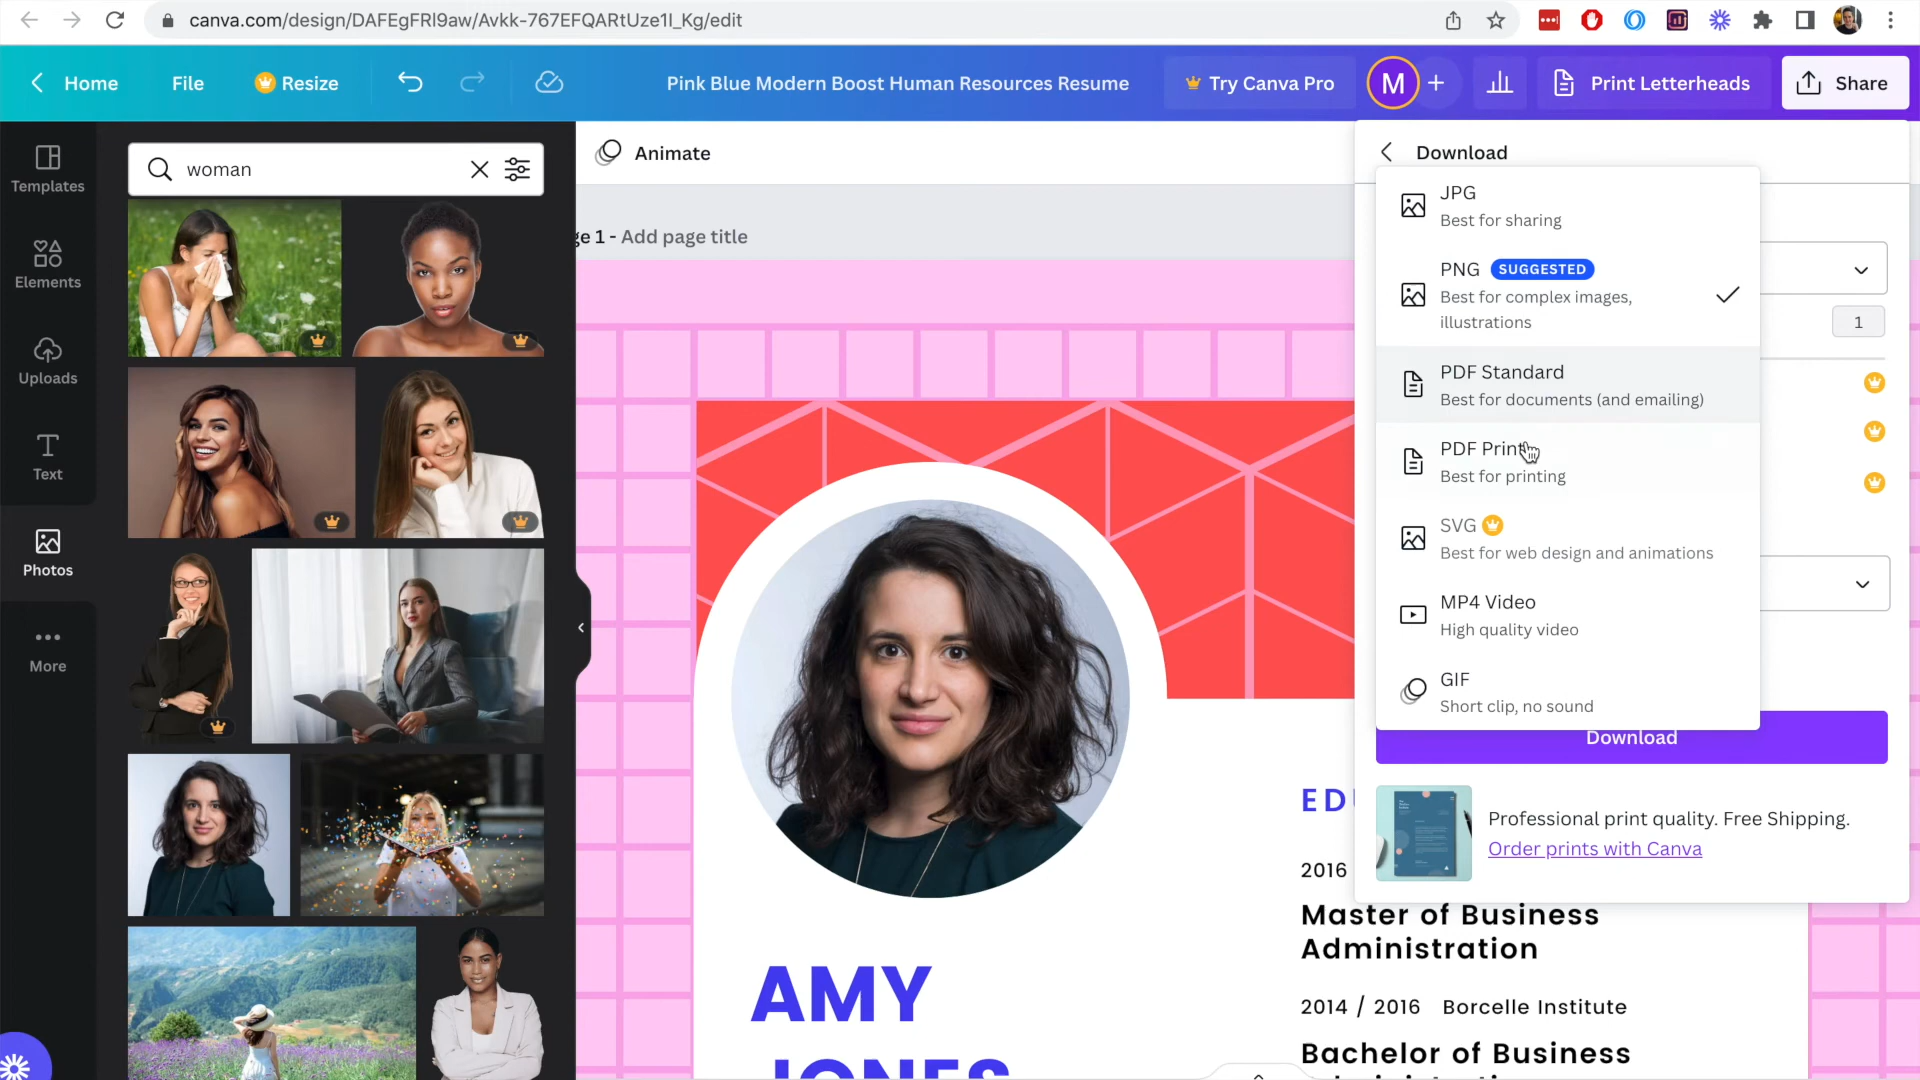 canva.com/design/DAFEgFRl9aw/Avkk-767EFQARtUze1I_Kg/edit
Home
File
Resize
Pink Blue Modern Boost Human Resources Resume
Try Canva Pro
M
Print Letterheads
Share
Templates
Elements
Uploads
Text
Photos
More
woman
Animate
ge 1 - Add page title
Download
JPG
Best for sharing
PNG SUGGESTED
Best for complex images,
illustrations
1
PDF Standard
Best for documents (and emailing)
PDF Print
Best for printing
SVG
Best for web design and animations
MP4 Video
High quality video
GIF
Short clip, no sound
Download
Professional print quality. Free Shipping.
Order prints with Canva
2016
Master of Business
Administration
2014 / 2016 Borcelle Institute
Bachelor of Business
AMY
JONES